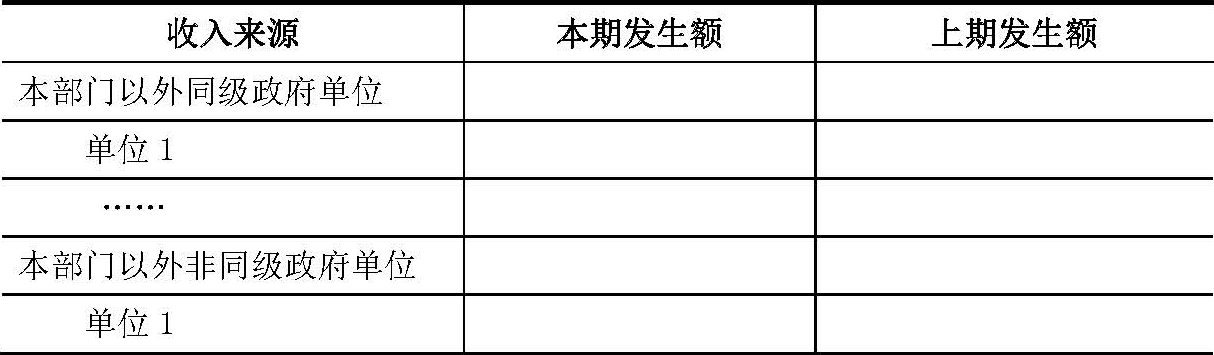 收入来源 本期发生额 上期发生额
本部门以外同级政府单位
单位1
……
本部门以外非同级政府单位
单位1